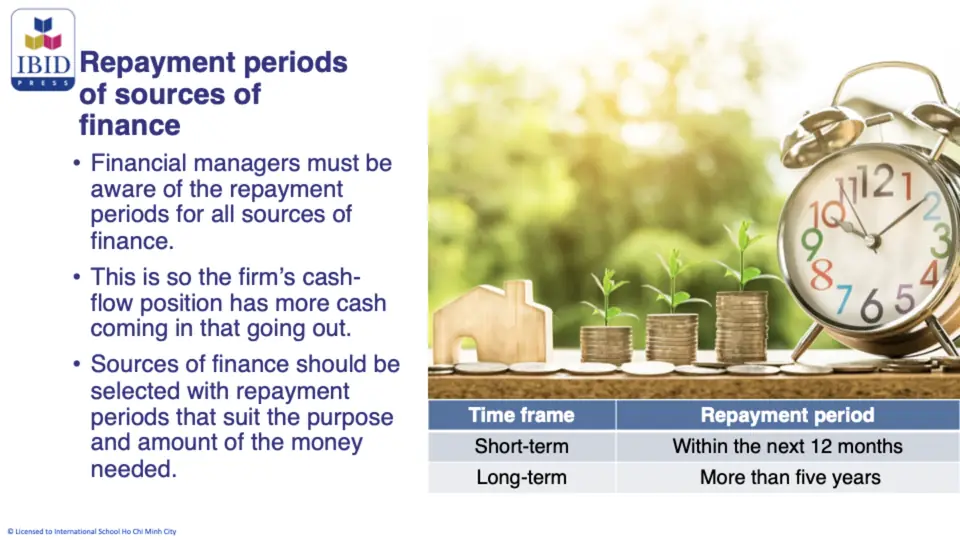 IBID
PRESS
Repayment periods
of sources of
finance
• Financial managers must be
aware of the repayment
periods for all sources of
finance.
• This is so the firm's cash-
flow position has more cash
coming in that going out.
• Sources of finance should be
selected with repayment
periods that suit the purpose
and amount of the money
needed.
12
1
2
3
4
5
6
7
8
9
10
11
Time frame Repayment period
Short-term Within the next 12 months
Long-term More than five years
© Licensed to International School Ho Chi Minh City